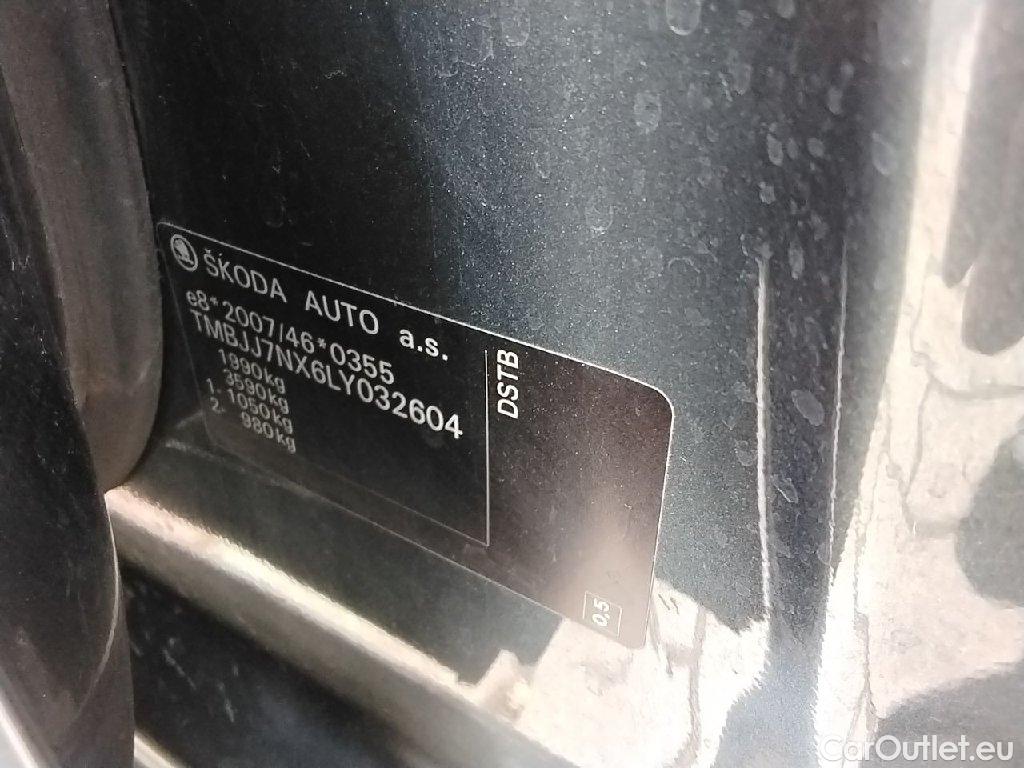 ŠKODA AUTO a.s.
e8*2007/46*0355
TMBJJ7NX6LY032604
1990kg
3590kg
1. 1050kg
2. 980kg
DSTB
0.5
CarOutlet.eu